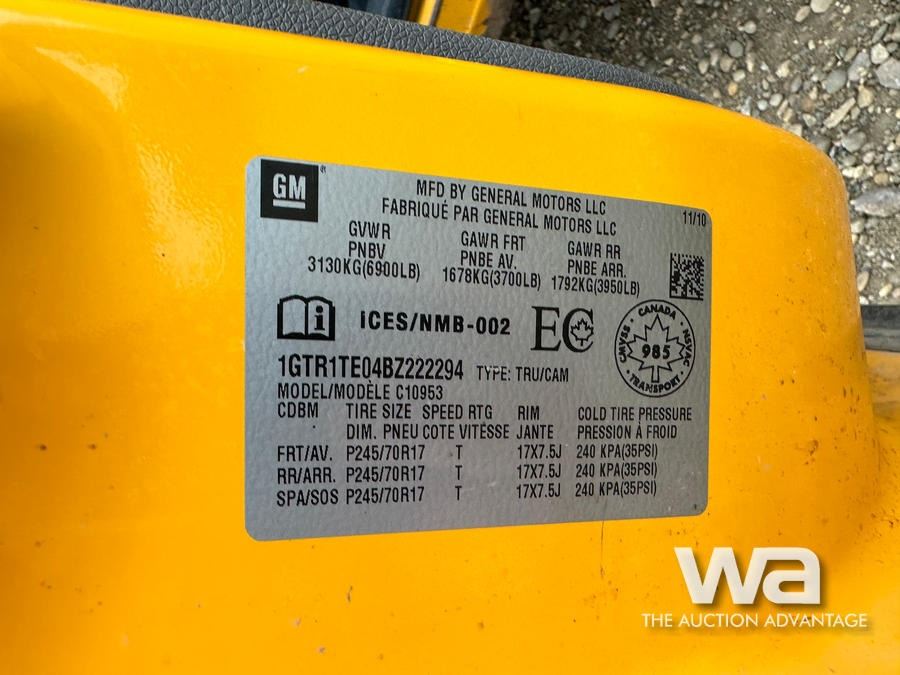 GM
MFD BY GENERAL MOTORS LLC
FABRIQUÉ PAR GENERAL MOTORS LLC
11/10
GVWR GAWR FRT GAWR RR
PNBV PNBE AV. PNBE ARR.
3130KG(6900LB) 1678KG(3700LB) 1792KG(3950LB)
i ICES/NMB-002 EC
CANADA
CMVSS 985 NSVAC
TRANSPORT
1GTR1TE04BZ222294 TYPE: TRU/CAM
MODEL/MODÈLE C10953
CDBM TIRE SIZE SPEED RTG RIM COLD TIRE PRESSURE
DIM. PNEU COTE VITESSE JANTE PRESSION À FROID
FRT/AV. P245/70R17 T 17X7.5J 240 KPA(35PSI)
RR/ARR. P245/70R17 T 17X7.5J 240 KPA(35PSI)
SPA/SOS P245/70R17 T 17X7.5J 240 KPA(35PSI)
wa
THE AUCTION ADVANTAGE